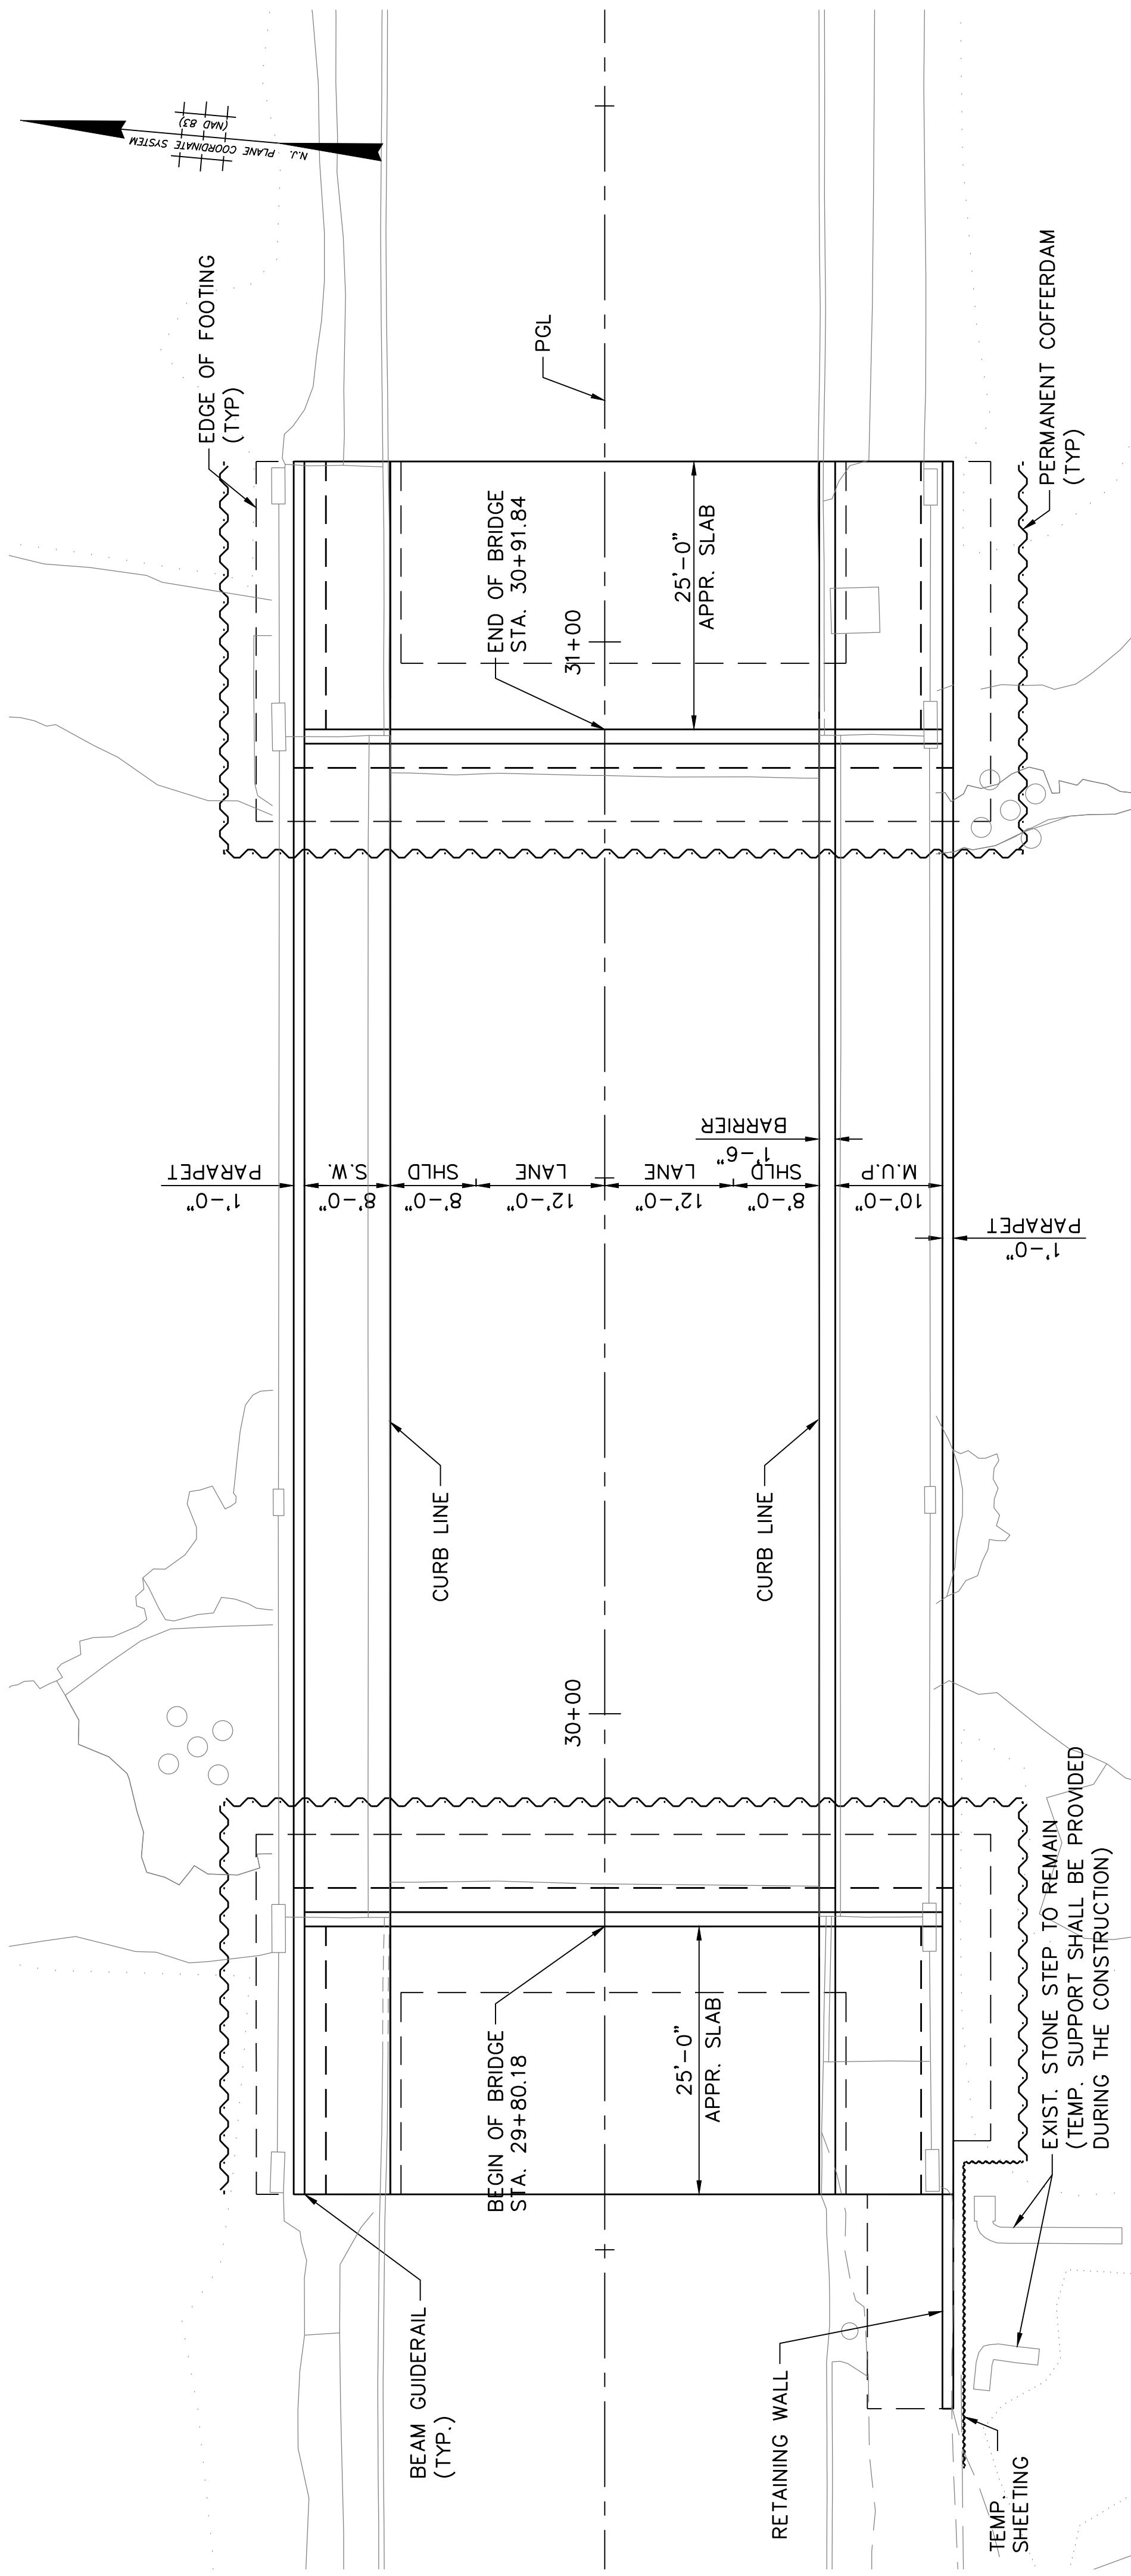 N.J. PLANE COORDINATE SYSTEM
(NAD 83)
EDGE OF FOOTING
(TYP)
PGL
PERMANENT COFFERDAM
(TYP)
END OF BRIDGE
STA. 30+91.84
31+00
25'-0"
APPR. SLAB
1'-0"
PARAPET
8'-0"
S.W.
8'-0"
SHLD
12'-0"
LANE
12'-0"
LANE
8'-0"
SHLD
1'-6"
BARRIER
10'-0"
M.U.P
1'-0"
PARAPET
CURB LINE
CURB LINE
30+00
BEGIN OF BRIDGE
STA. 29+80.18
25'-0"
APPR. SLAB
EXIST. STONE STEP TO REMAIN
(TEMP. SUPPORT SHALL BE PROVIDED
DURING THE CONSTRUCTION)
BEAM GUIDERAIL
(TYP.)
RETAINING WALL
TEMP.
SHEETING